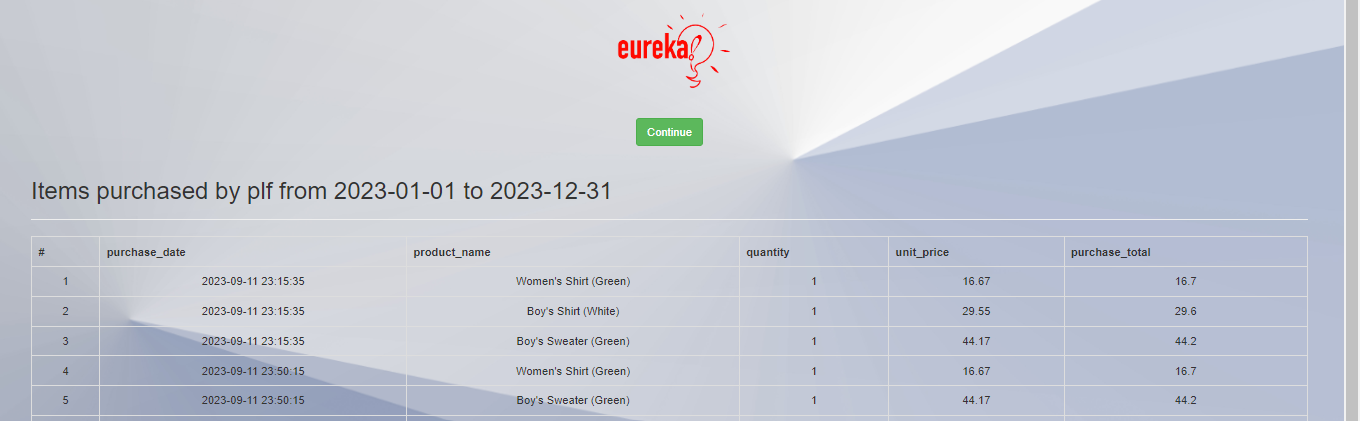 eureka!
Continue
Items purchased by plf from 2023-01-01 to 2023-12-31
# purchase_date product_name quantity unit_price purchase_total
1 2023-09-11 23:15:35 Women's Shirt (Green) 1 16.67 16.7
2 2023-09-11 23:15:35 Boy's Shirt (White) 1 29.55 29.6
3 2023-09-11 23:15:35 Boy's Sweater (Green) 1 44.17 44.2
4 2023-09-11 23:50:15 Women's Shirt (Green) 1 16.67 16.7
5 2023-09-11 23:50:15 Boy's Sweater (Green) 1 44.17 44.2